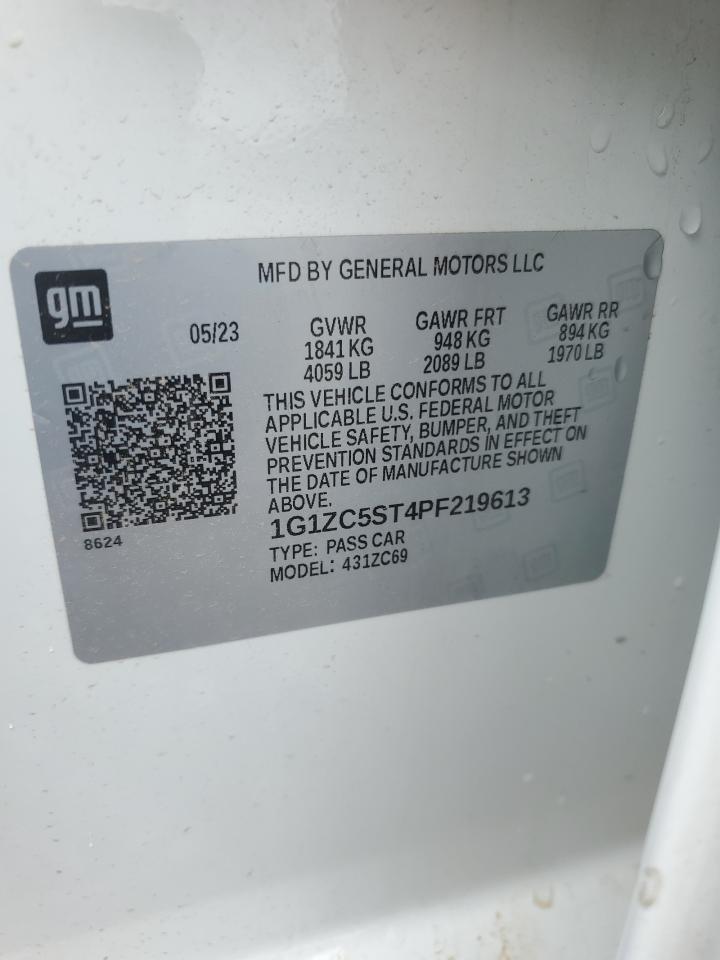 gm
MFD BY GENERAL MOTORS LLC
05/23
GVWR GAWR FRT GAWR RR
1841 KG 948 KG 894 KG
4059 LB 2089 LB 1970 LB
THIS VEHICLE CONFORMS TO ALL
APPLICABLE U.S. FEDERAL MOTOR
VEHICLE SAFETY, BUMPER, AND THEFT
PREVENTION STANDARDS IN EFFECT ON
THE DATE OF MANUFACTURE SHOWN
ABOVE.
1G1ZC5ST4PF219613
TYPE: PASS CAR
MODEL: 431ZC69
8624